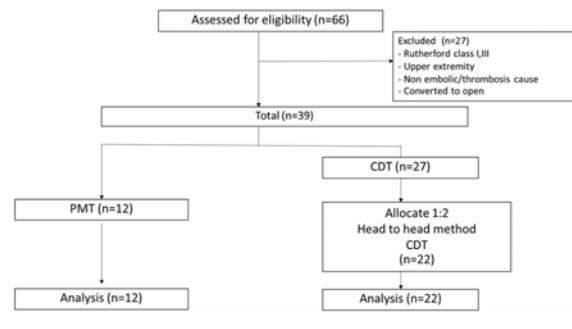 Assessed for eligibility (n=66)
Excluded (n=27)
- Rutherford class I,III
- Upper extremity
- Non embolic/thrombosis cause
- Converted to open
Total (n=39)
CDT (n=27)
PMT (n=12)
Allocate 1:2
Head to head method
CDT
(n=22)
Analysis (n=12)
Analysis (n=22)